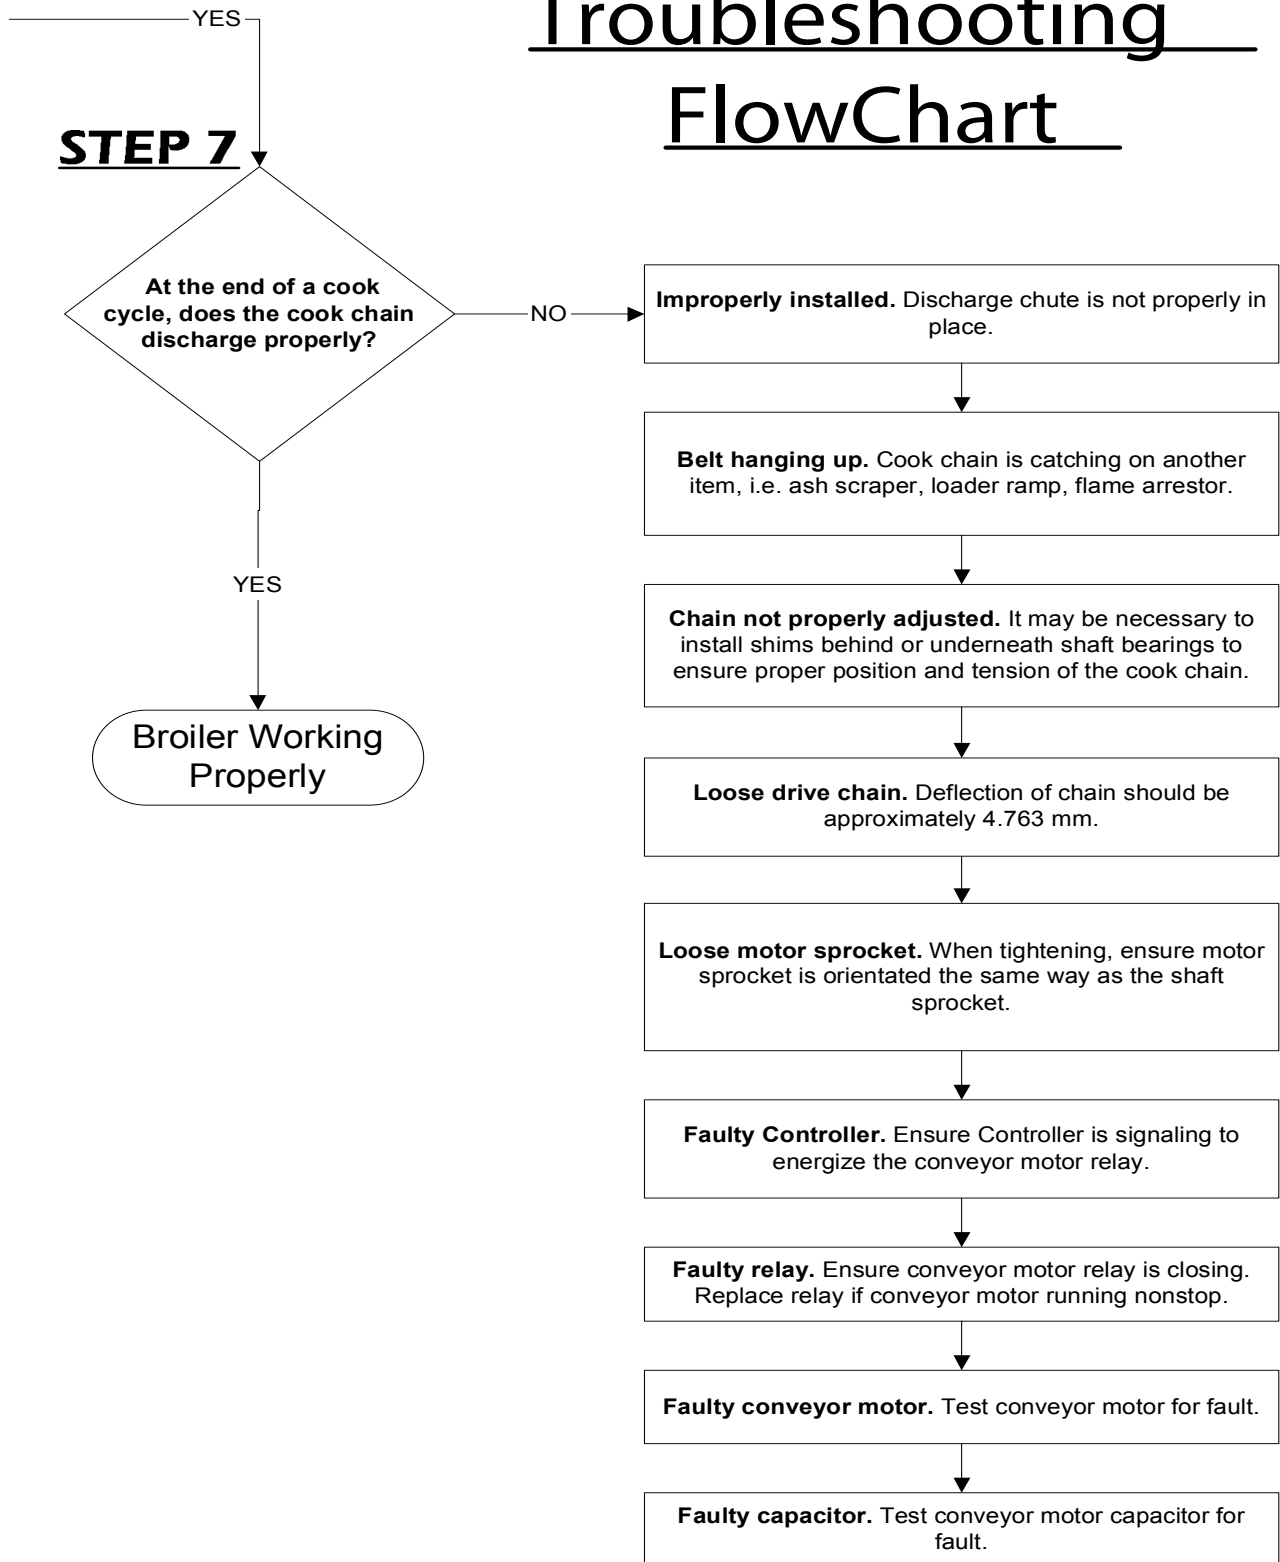 YES
Troubleshooting
FlowChart
STEP 7
At the end of a cook
cycle, does the cook chain
discharge properly?
NO
Improperly installed. Discharge chute is not properly in
place.
Belt hanging up. Cook chain is catching on another
item, i.e. ash scraper, loader ramp, flame arrestor.
Chain not properly adjusted. It may be necessary to
install shims behind or underneath shaft bearings to
ensure proper position and tension of the cook chain.
YES
Broiler Working
Properly
Loose drive chain. Deflection of chain should be
approximately 4.763 mm.
Loose motor sprocket. When tightening, ensure motor
sprocket is orientated the same way as the shaft
sprocket.
Faulty Controller. Ensure Controller is signaling to
energize the conveyor motor relay.
Faulty relay. Ensure conveyor motor relay is closing.
Replace relay if conveyor motor running nonstop.
Faulty conveyor motor. Test conveyor motor for fault.
Faulty capacitor. Test conveyor motor capacitor for
fault.